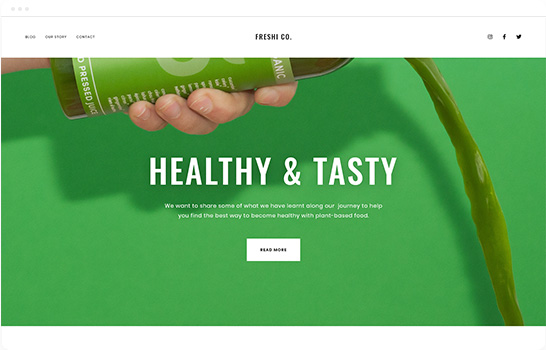 BLOG OUR STORY CONTACT
FRESHI CO.
D PRESSED juice
ANIC
HEALTHY & TASTY
We want to share some of what we have learnt along our journey to help
you find the best way to become healthy with plant-based food.
READ MORE